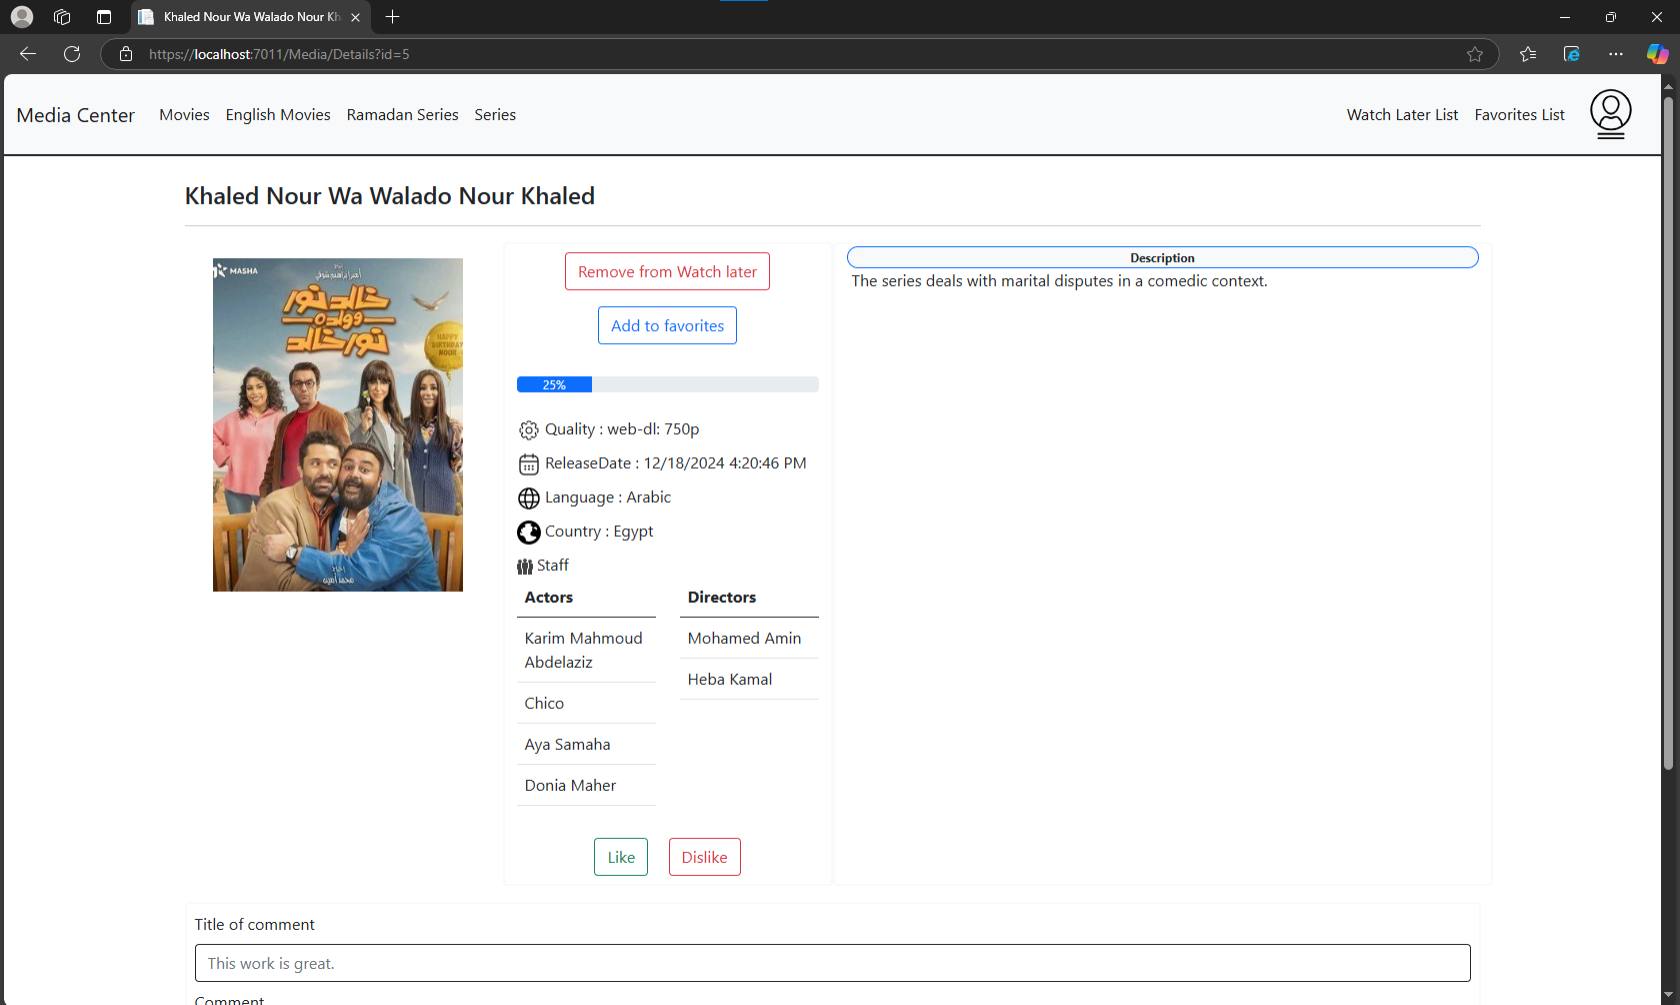 Khaled Nour Wa Walado Nour Kh
https://localhost:7011/Media/Details?id=5
Media Center Movies English Movies Ramadan Series Series Watch Later List Favorites List
Khaled Nour Wa Walado Nour Khaled
MASHA
خالد نور
وولده
نور خالد
HAPPY
BIRTHDAY
NOUR
محمد أمين
Remove from Watch later
Add to favorites
25%
Quality : web-dl: 750p
ReleaseDate : 12/18/2024 4:20:46 PM
Language : Arabic
Country : Egypt
Staff
Actors
Karim Mahmoud
Abdelaziz
Chico
Aya Samaha
Donia Maher
Directors
Mohamed Amin
Heba Kamal
Like Dislike
Description
The series deals with marital disputes in a comedic context.
Title of comment
This work is great.
Comment